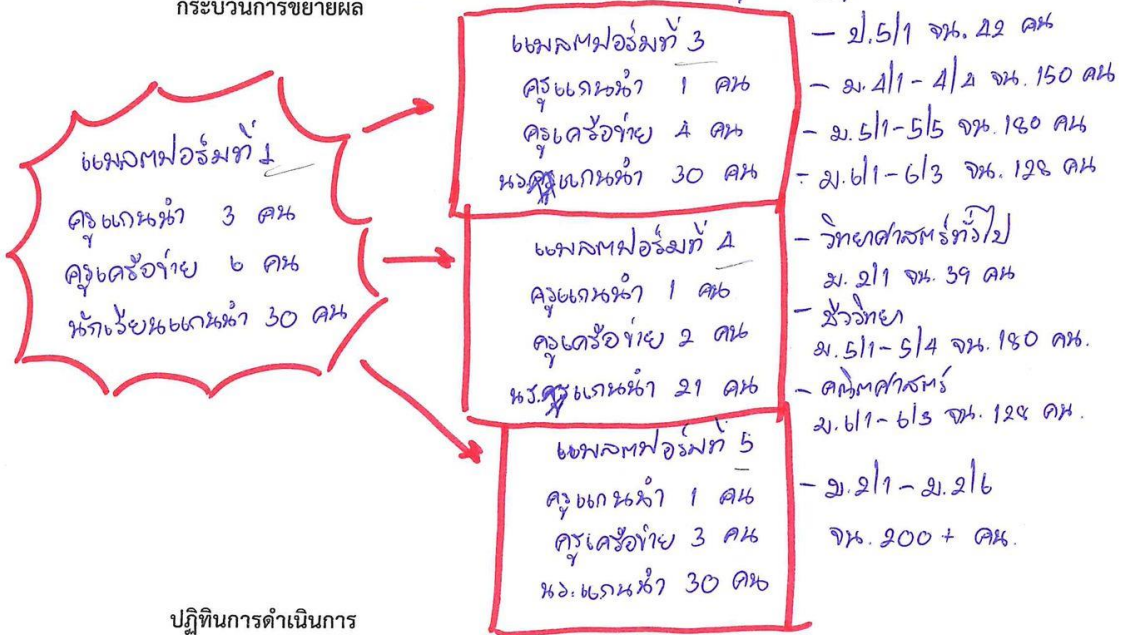 กระบวนการขยายผล
แพลตฟอร์มที่ 1
ครูแกนนำ 3 คน
ครูเครือข่าย 6 คน
นักเรียนแกนนำ 30 คน
แพลตฟอร์มที่ 3
ครูแกนนำ 1 คน
ครูเครือข่าย 4 คน
นร.แกนนำ 30 คน
- ป.5/1 จน. 42 คน
- ม.4/1-4/4 จน. 150 คน
- ม.5/1-5/5 จน. 180 คน
- ม.6/1-6/3 จน. 128 คน
แพลตฟอร์มที่ 4
ครูแกนนำ 1 คน
ครูเครือข่าย 2 คน
นร.แกนนำ 21 คน
- วิทยาศาสตร์ทั่วไป
ม.2/1 จน. 39 คน
- ชีววิทยา
ม.5/1-5/4 จน. 180 คน.
- คณิตศาสตร์
ม.6/1-6/3 จน. 128 คน.
แพลตฟอร์มที่ 5
ครูแกนนำ 1 คน
ครูเครือข่าย 3 คน
นร.แกนนำ 30 คน
- ม.2/1-ม.2/6
จน. 200+ คน.
ปฏิทินการดำเนินการ